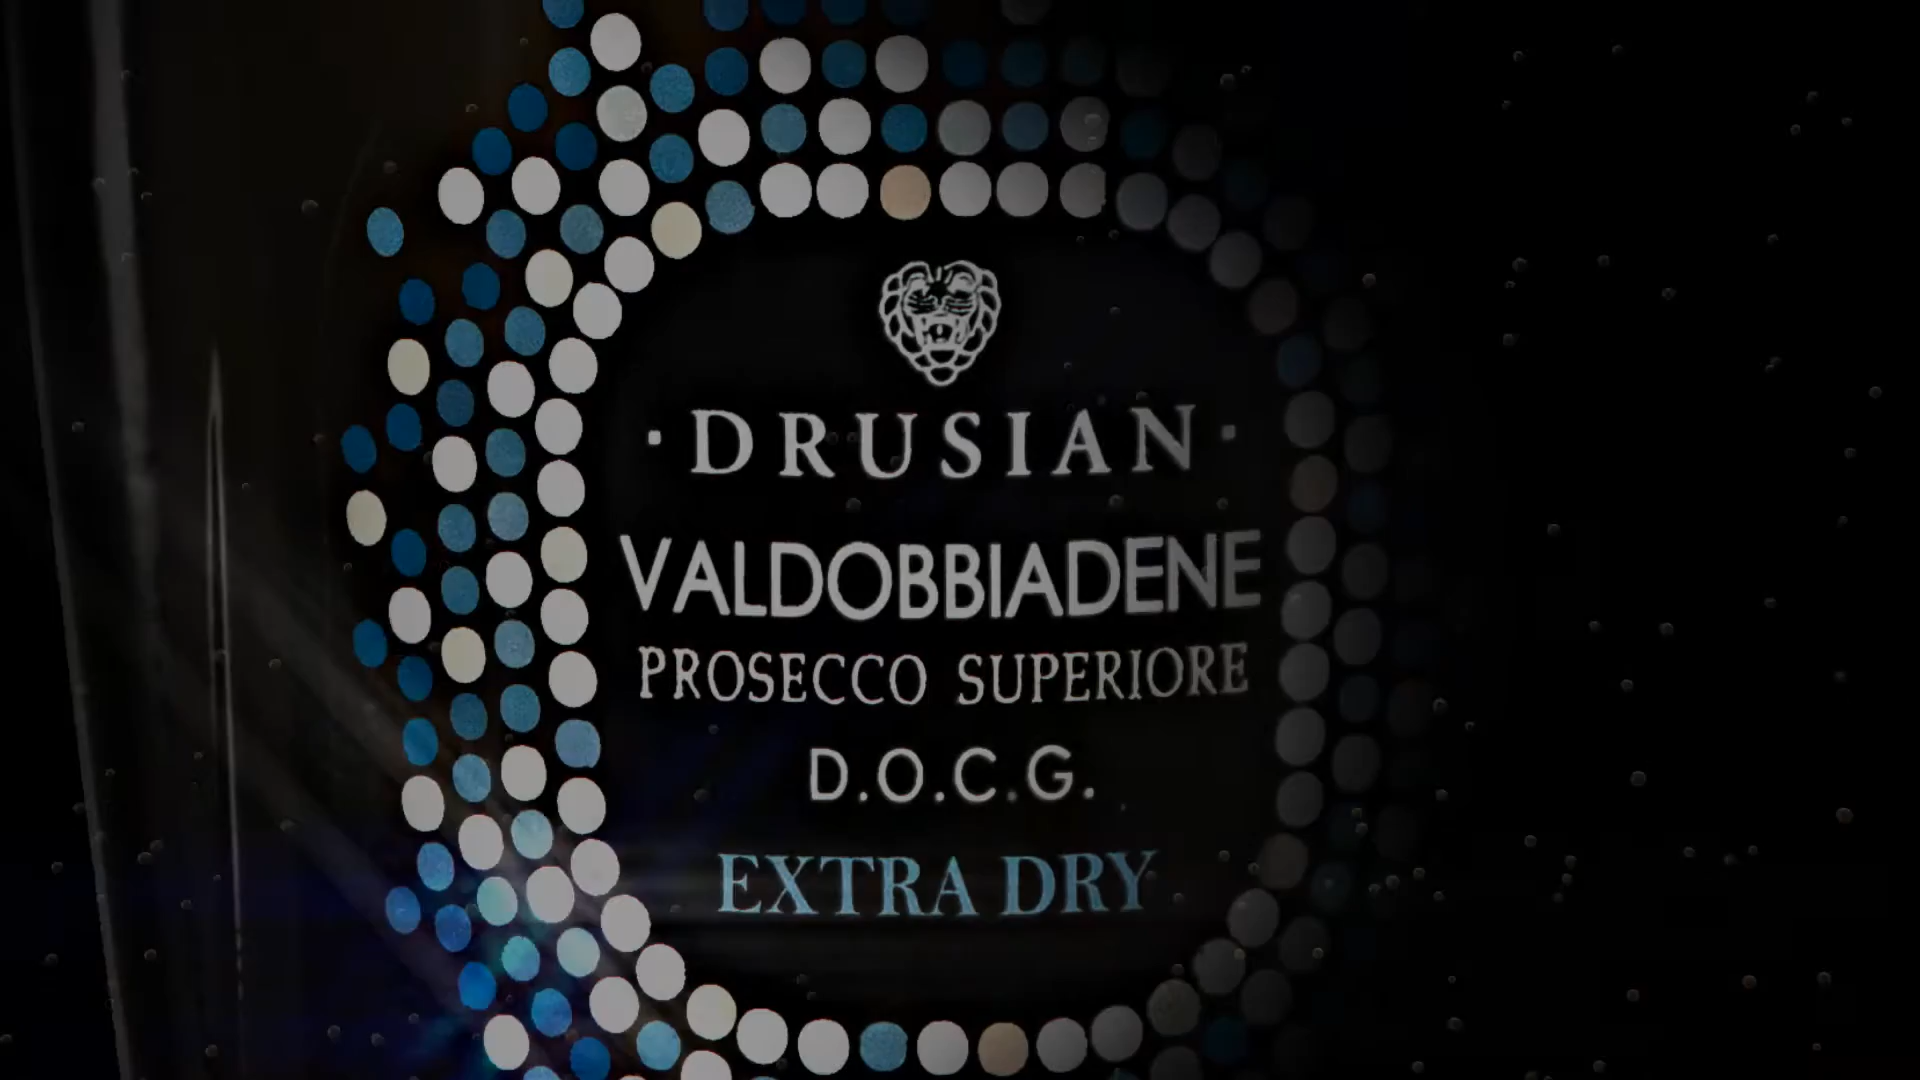 · DRUSIAN ·
VALDOBBIADENE
PROSECCO SUPERIORE
D.O.C.G.
EXTRA DRY